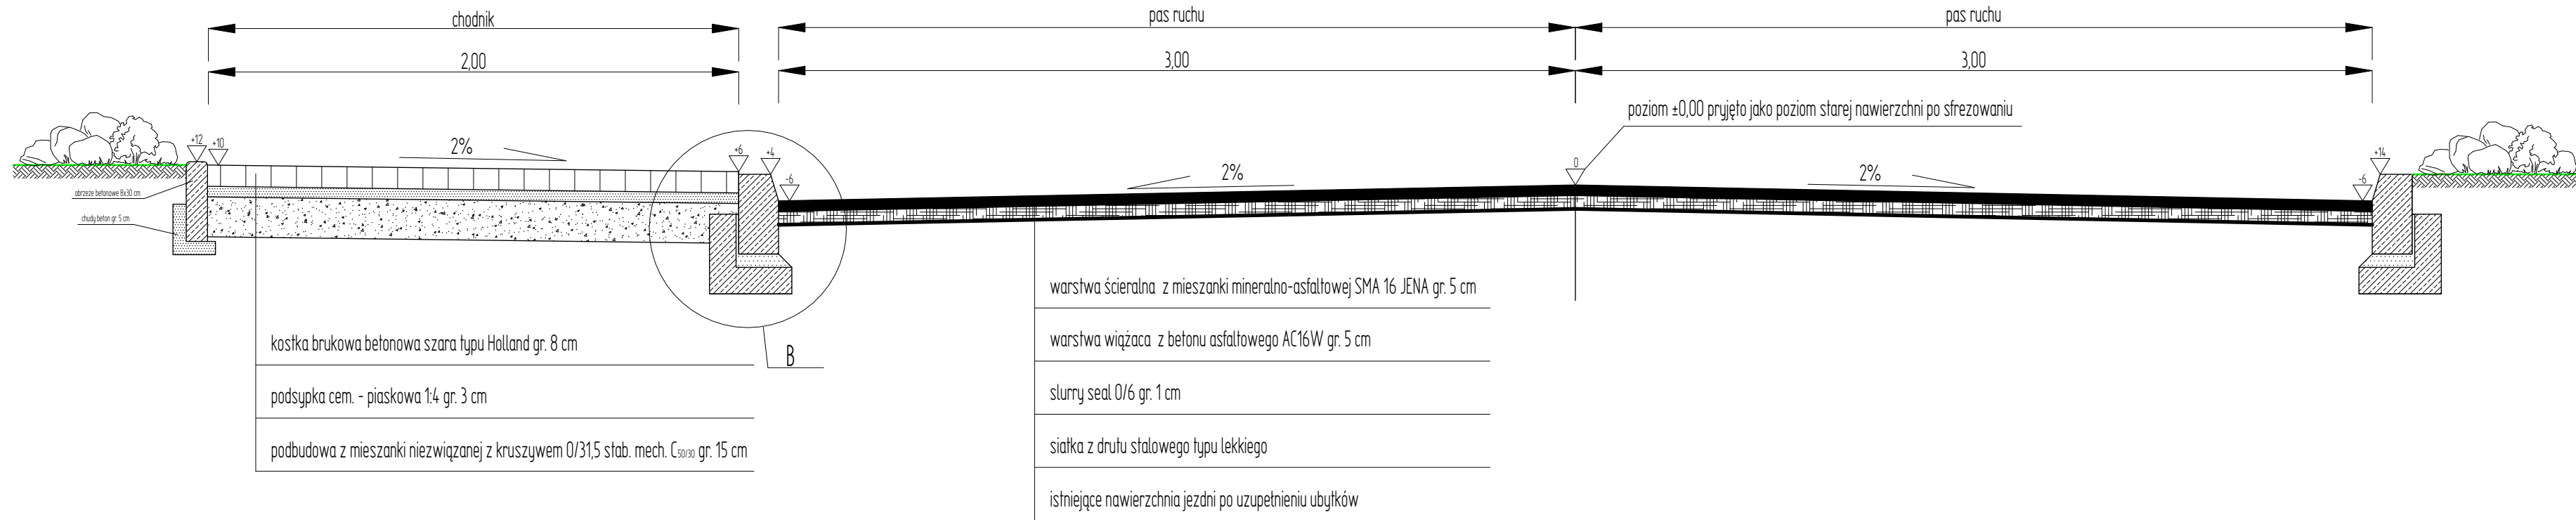 chodnik
pas ruchu
pas ruchu
2,00
3,00
3,00
poziom ±0,00 pryjęto jako poziom starej nawierzchni po sfrezowaniu
+12
+10
2%
+6
+4
-6
2%
0
2%
+14
-6
obrzeże betonowe 8x30 cm
chudy beton gr. 5 cm
warstwa ścieralna z mieszanki mineralno-asfaltowej SMA 16 JENA gr. 5 cm
warstwa wiążaca z betonu asfaltowego AC16W gr. 5 cm
slurry seal 0/6 gr. 1 cm
siatka z drutu stalowego typu lekkiego
istniejące nawierzchnia jezdni po uzupełnieniu ubytków
kostka brukowa betonowa szara typu Holland gr. 8 cm
B
podsypka cem. - piaskowa 1:4 gr. 3 cm
podbudowa z mieszanki niezwiązanej z kruszywem 0/31,5 stab. mech. C50/30 gr. 15 cm